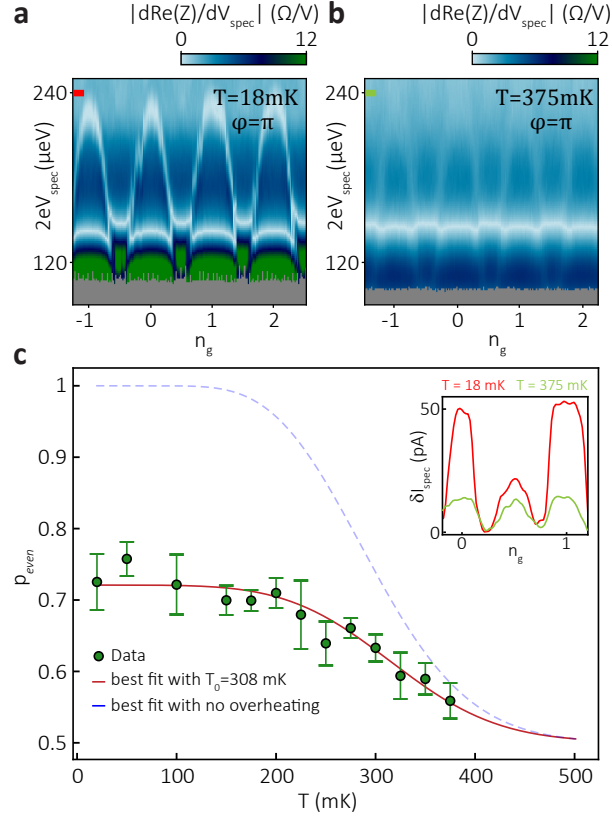 a
|dRe(Z)/dV_spec| (Ω/V)
0 12
b
|dRe(Z)/dV_spec| (Ω/V)
0 12
240
120
2eV_spec (μeV)
T=18mK
φ=π
-1 0 1 2
n_g
240
120
2eV_spec (μeV)
T=375mK
φ=π
-1 0 1 2
n_g
c
1
0.9
0.8
0.7
0.6
0.5
p_even
T = 18 mK T = 375 mK
50
0
δI_spec (pA)
0 1
n_g
Data
best fit with T_0=308 mK
best fit with no overheating
0 100 200 300 400 500
T (mK)